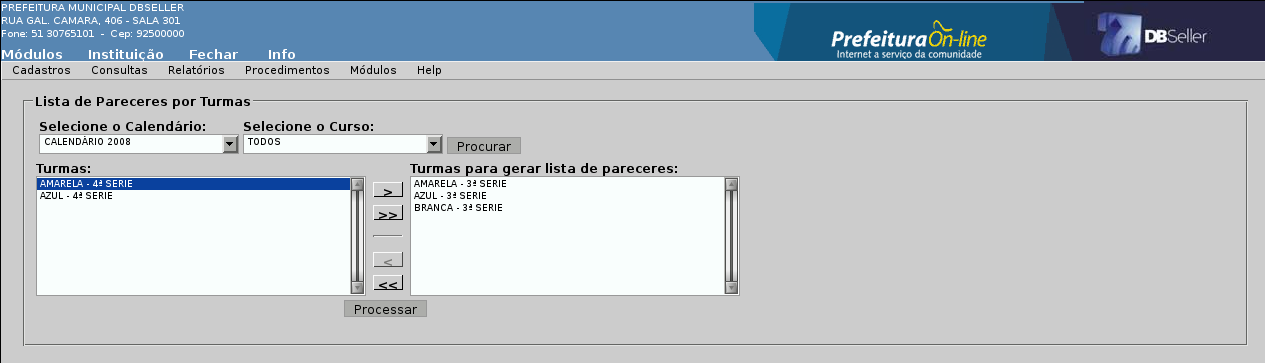 PREFEITURA MUNICIPAL DBSELLER
RUA GAL. CAMARA, 406 - SALA 301
Fone: 51 30765101 - Cep: 92500000
PrefeituraOn-line
Internet a serviço da comunidade
DBSeller
Módulos Instituição Fechar Info
Cadastros Consultas Relatórios Procedimentos Módulos Help
Lista de Pareceres por Turmas
Selecione o Calendário: Selecione o Curso:
CALENDÁRIO 2008 TODOS Procurar
Turmas: Turmas para gerar lista de pareceres:
AMARELA - 4ª SERIE
AZUL - 4ª SERIE
>
>>
<
<<
AMARELA - 3ª SERIE
AZUL - 3ª SERIE
BRANCA - 3ª SERIE
Processar